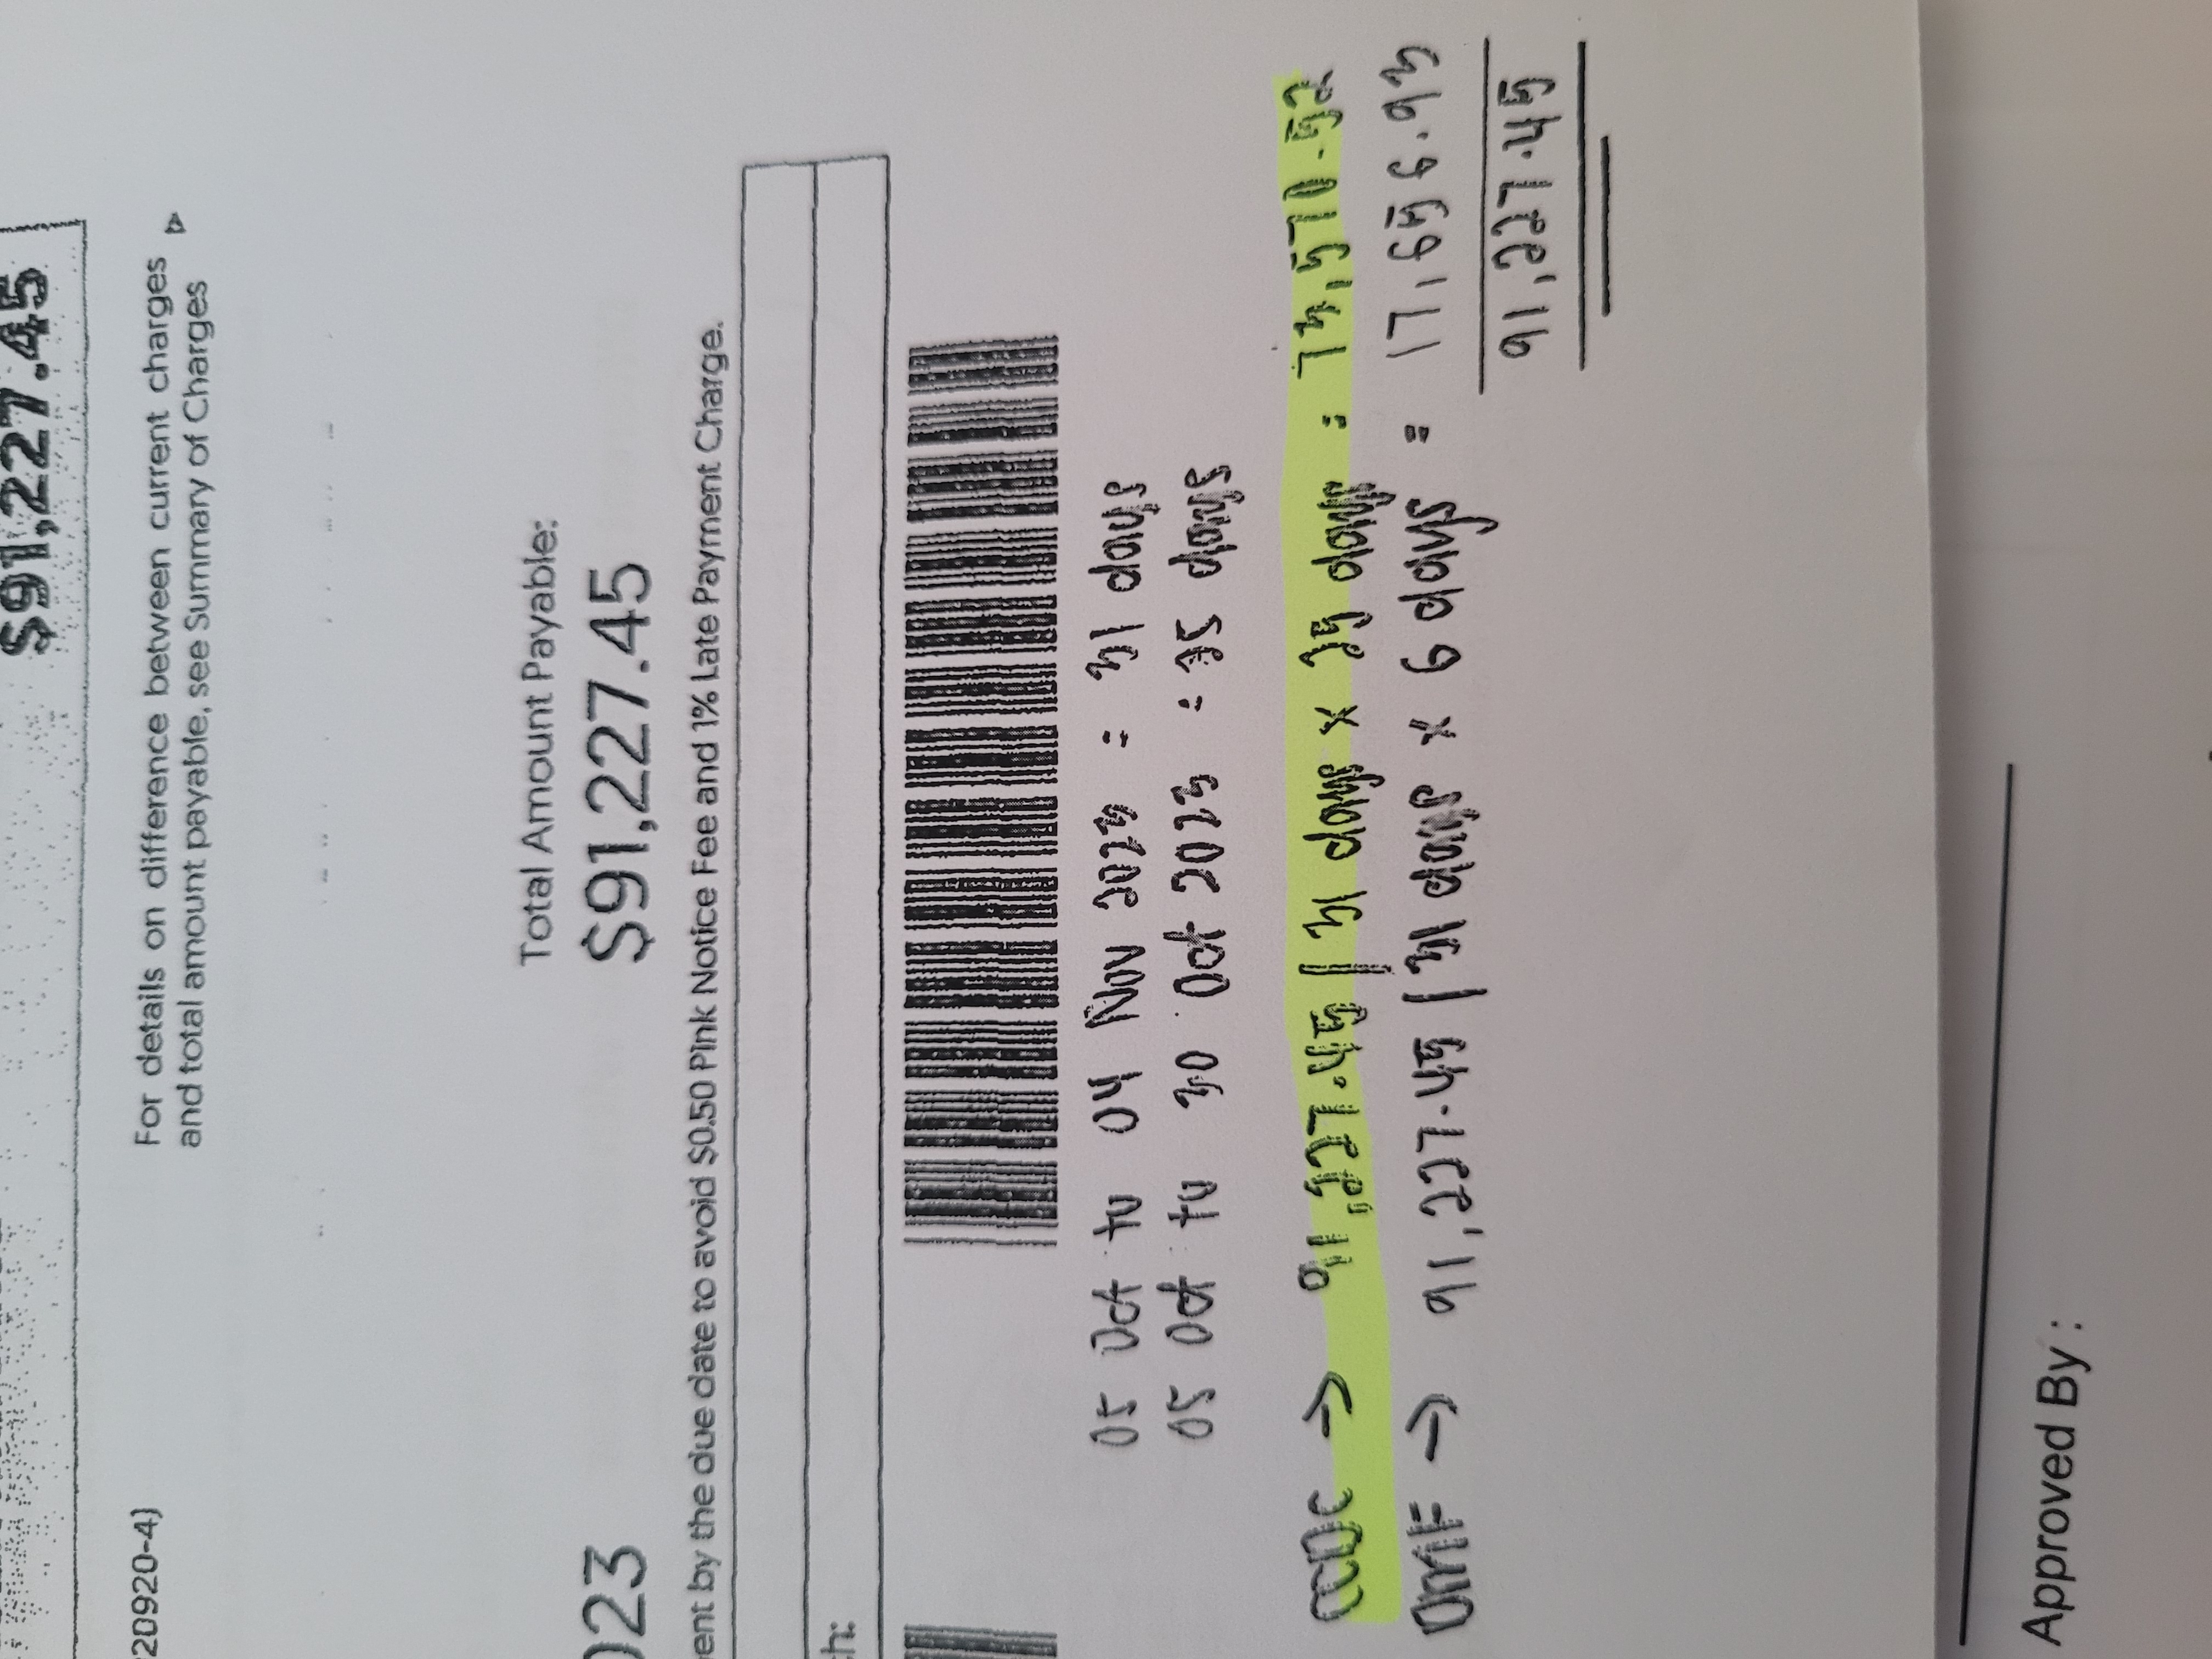 $91,227.45
For details on difference between current charges
and total amount payable, see Summary of Charges
20920-4)
Total Amount Payable:
023 $91,227.45
ent by the due date to avoid $0.50 Pink Notice Fee and 1% Late Payment Charge.
h:
05 Oct to 04 Nov 2023 = 31 days
05 Oct to 30 Oct 2023 = 25 days
→ 91,227.45 / 31 days x 25 days = 73,570.52
→ 91,227.45 / 31 days x 6 days = 17,656.93
91,227.45
Approved By :